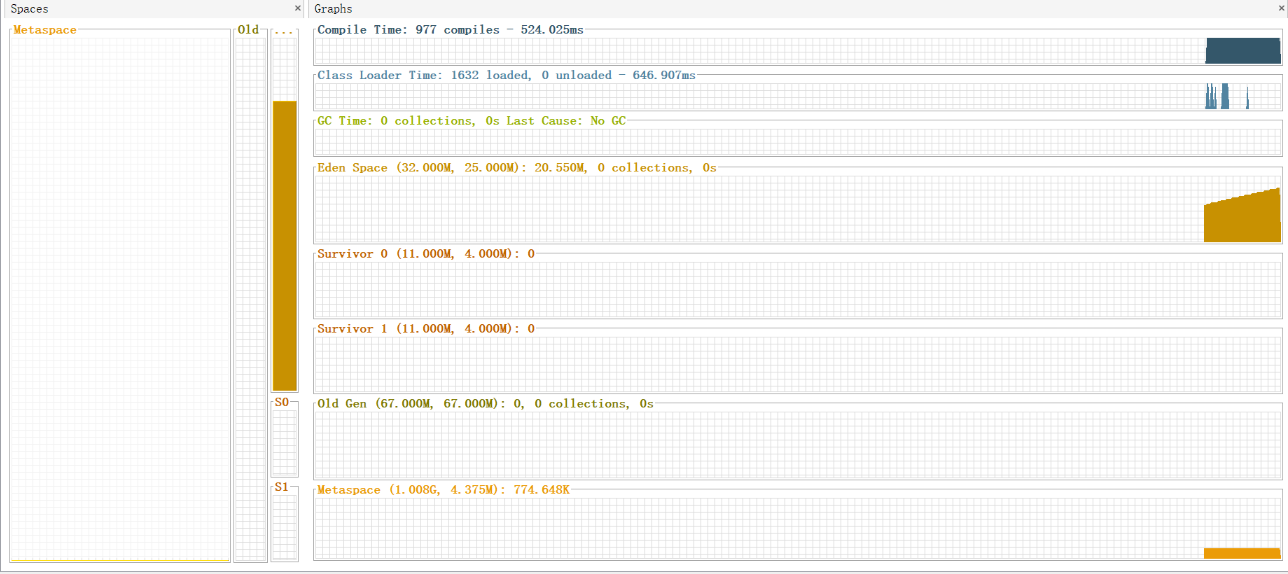 Spaces ×
Graphs ×
Metaspace
Old
...
S0
S1
Compile Time: 977 compiles - 524.025ms
Class Loader Time: 1632 loaded, 0 unloaded - 646.907ms
GC Time: 0 collections, 0s Last Cause: No GC
Eden Space (32.000M, 25.000M): 20.550M, 0 collections, 0s
Survivor 0 (11.000M, 4.000M): 0
Survivor 1 (11.000M, 4.000M): 0
Old Gen (67.000M, 67.000M): 0, 0 collections, 0s
Metaspace (1.008G, 4.375M): 774.648K